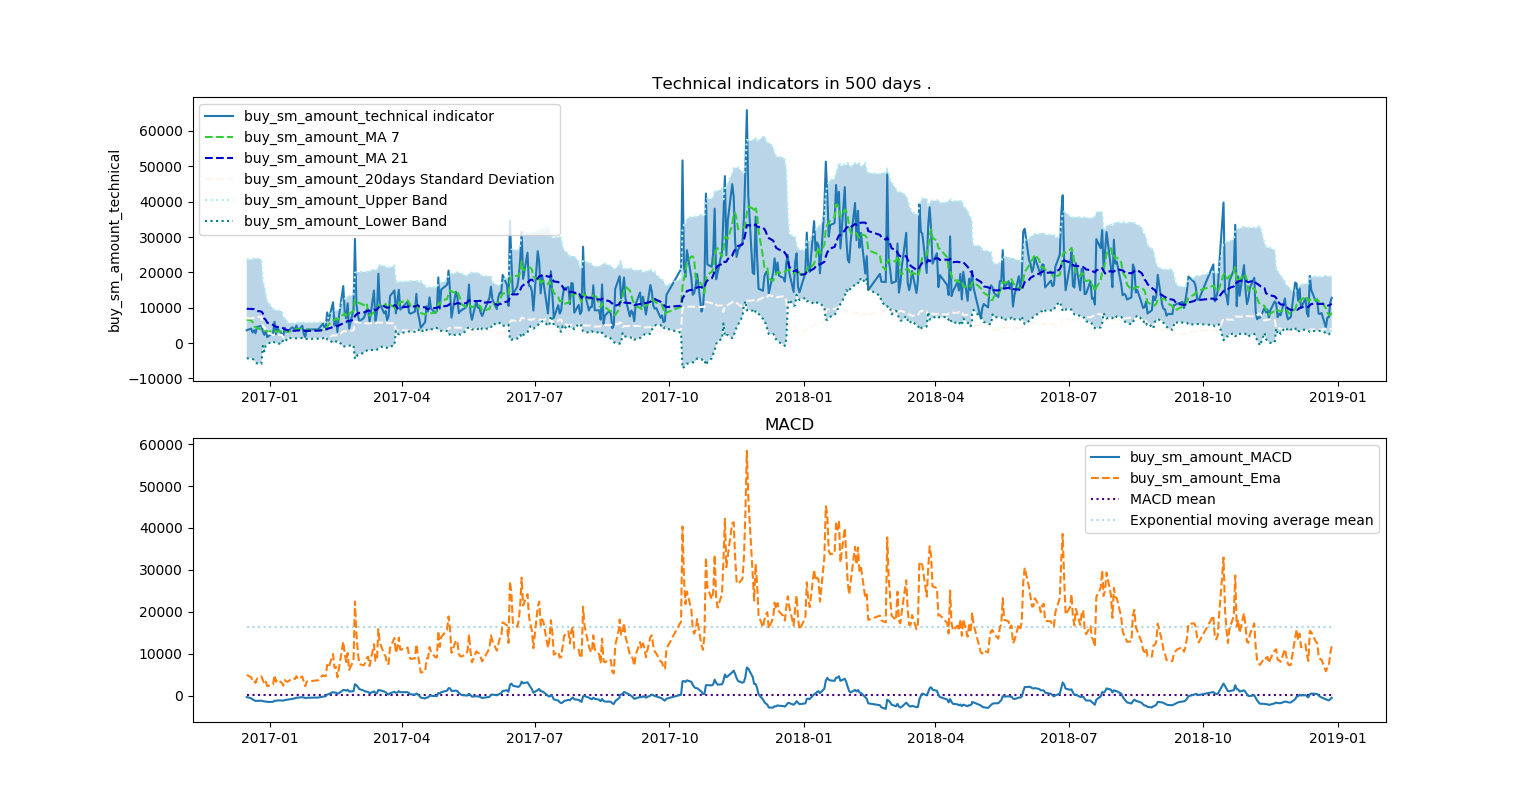 Technical indicators in 500 days .
buy_sm_amount_technical
60000
50000
40000
30000
20000
10000
0
−10000
buy_sm_amount_technical indicator
buy_sm_amount_MA 7
buy_sm_amount_MA 21
buy_sm_amount_20days Standard Deviation
buy_sm_amount_Upper Band
buy_sm_amount_Lower Band
2017-01 2017-04 2017-07 2017-10 2018-01 2018-04 2018-07 2018-10 2019-01
MACD
60000
50000
40000
30000
20000
10000
0
buy_sm_amount_MACD
buy_sm_amount_Ema
MACD mean
Exponential moving average mean
2017-01 2017-04 2017-07 2017-10 2018-01 2018-04 2018-07 2018-10 2019-01